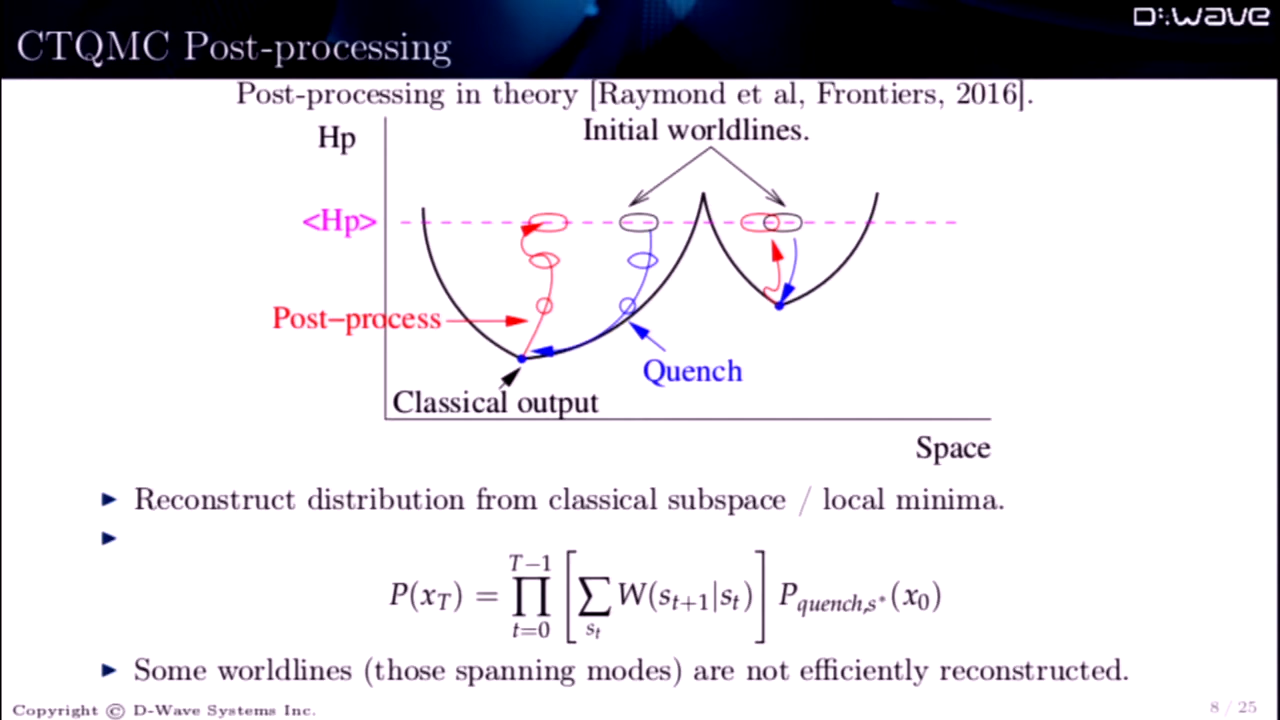 D:wave
CTQMC Post-processing
Post-processing in theory [Raymond et al, Frontiers, 2016].
Hp
Initial worldlines.
<Hp>
Post-process
Quench
Classical output
Space
Reconstruct distribution from classical subspace / local minima.
P(x_T) = ∏_{t=0}^{T-1} [∑_{s_t} W(s_{t+1}|s_t)] P_{quench,s*}(x_0)
Some worldlines (those spanning modes) are not efficiently reconstructed.
Copyright © D-Wave Systems Inc.
8 / 25